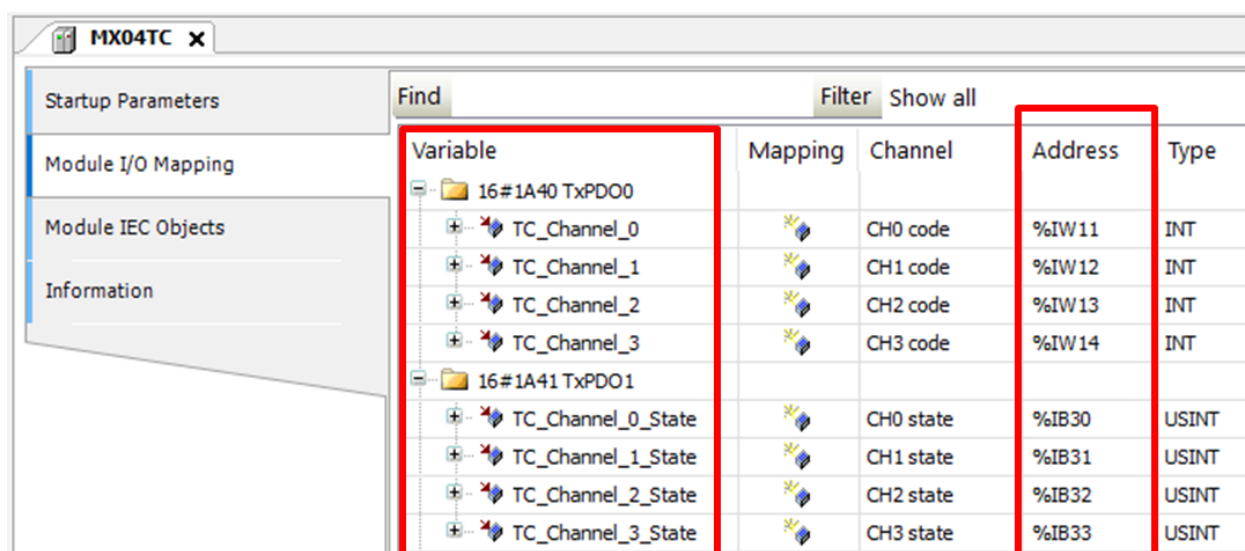 MX04TC
Startup Parameters
Module I/O Mapping
Module IEC Objects
Information
Find Filter Show all
Variable Mapping Channel Address Type
16#1A40 TxPDO0
TC_Channel_0 CH0 code %IW11 INT
TC_Channel_1 CH1 code %IW12 INT
TC_Channel_2 CH2 code %IW13 INT
TC_Channel_3 CH3 code %IW14 INT
16#1A41 TxPDO1
TC_Channel_0_State CH0 state %IB30 USINT
TC_Channel_1_State CH1 state %IB31 USINT
TC_Channel_2_State CH2 state %IB32 USINT
TC_Channel_3_State CH3 state %IB33 USINT